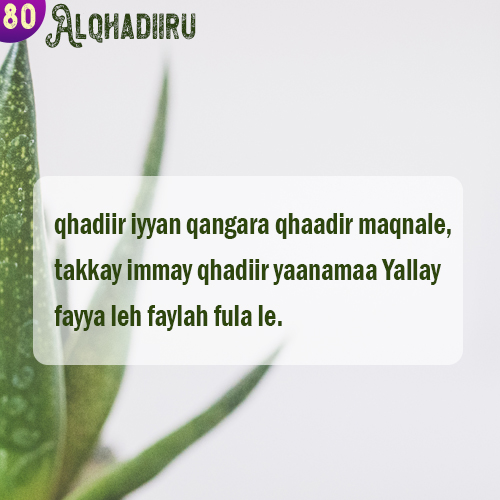 80
ALQHADIIRU
qhadiir iyyan qangara qhaadir maqnale,
takkay immay qhadiir yaanamaa Yallay
fayya leh faylah fula le.